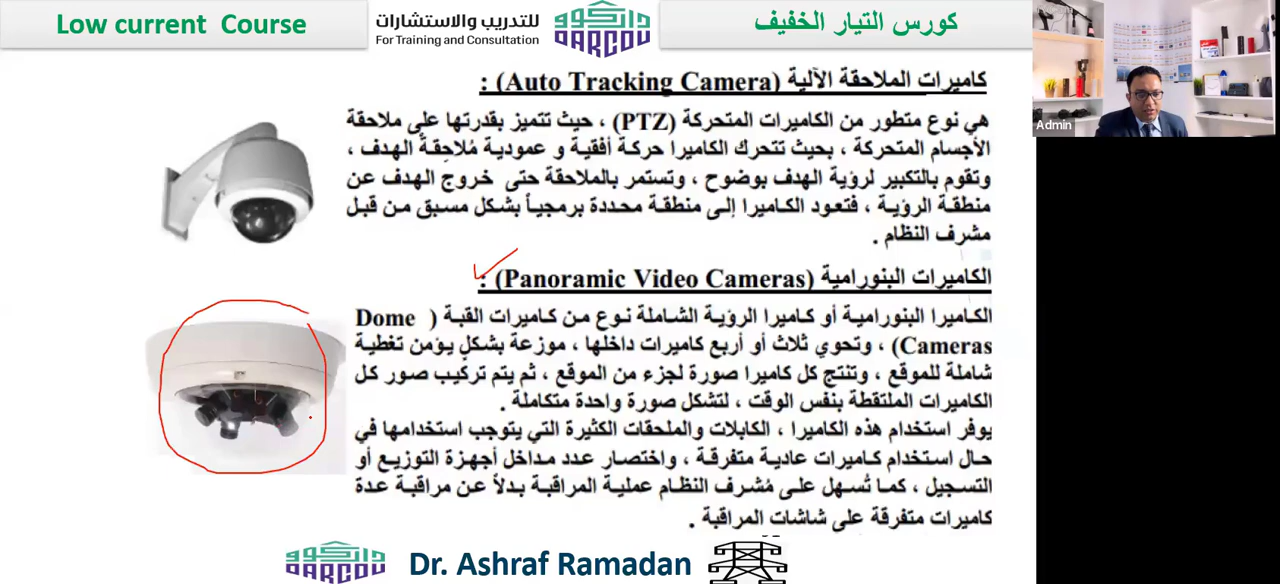 Low current Course
للتدريب والاستشارات
For Training and Consultation
داركو
DARCOU
كورس التيار الخفيف
Admin
كاميرات الملاحقة الآلية (Auto Tracking Camera) :
هي نوع متطور من الكاميرات المتحركة (PTZ) ، حيث تتميز بقدرتها على ملاحقة
الأجسام المتحركة ، بحيث تتحرك الكاميرا حركة أفقية و عمودية مُلاحِقةً الهدف ،
وتقوم بالتكبير لرؤية الهدف بوضوح ، وتستمر بالملاحقة حتى خروج الهدف عن
منطقة الرؤية ، فتعود الكاميرا إلى منطقة محددة برمجياً بشكل مسبق من قبل
مشرف النظام .
الكاميرات البنورامية (Panoramic Video Cameras) :
الكاميرا البنورامية أو كاميرا الرؤية الشاملة نوع من كاميرات القبة (Dome
Cameras) ، وتحوي ثلاث أو أربع كاميرات داخلها ، موزعة بشكلٍ يؤمن تغطية
شاملة للموقع ، وتنتج كل كاميرا صورة لجزء من الموقع ، ثم يتم تركيب صور كل
الكاميرات الملتقطة بنفس الوقت ، لتشكل صورة واحدة متكاملة .
يوفر استخدام هذه الكاميرا ، الكابلات والملحقات الكثيرة التي يتوجب استخدامها في
حال استخدام كاميرات عادية متفرقة ، واختصار عدد مداخل أجهزة التوزيع أو
التسجيل ، كما تُسهل على مُشرف النظام عملية المراقبة بدلاً عن مراقبة عدة
كاميرات متفرقة على شاشات المراقبة .
داركو
DARCOU
Dr. Ashraf Ramadan